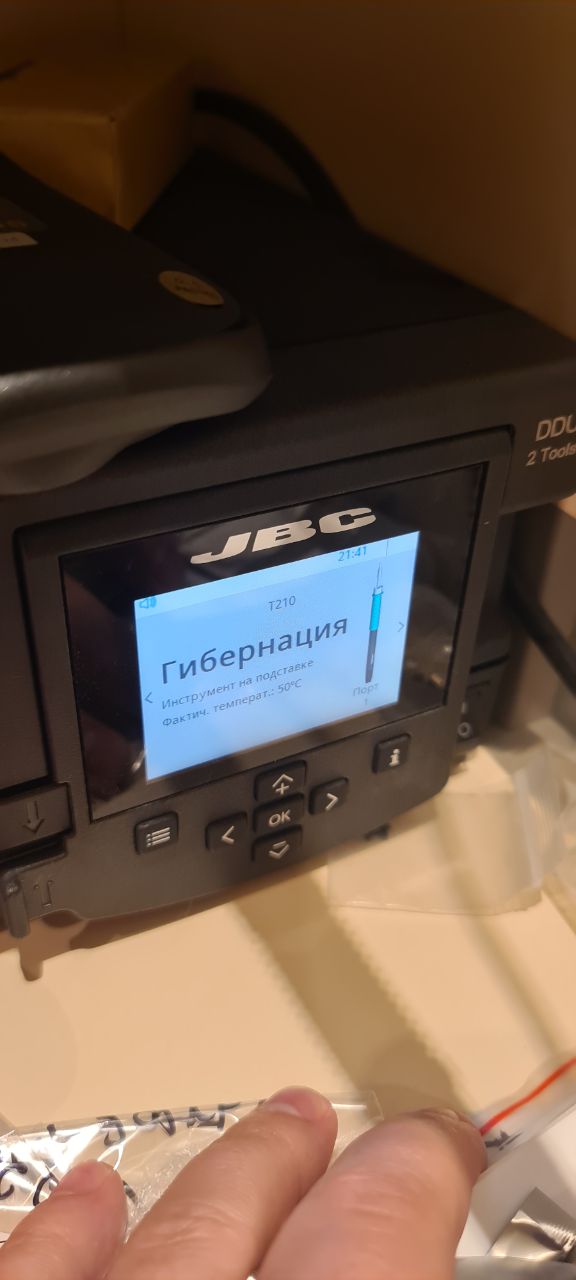 DDU
2 Tools
JBC
21:41
T210
Гибернация
Инструмент на подставке
Фактич. температ.: 50°C
Порт
1
OK